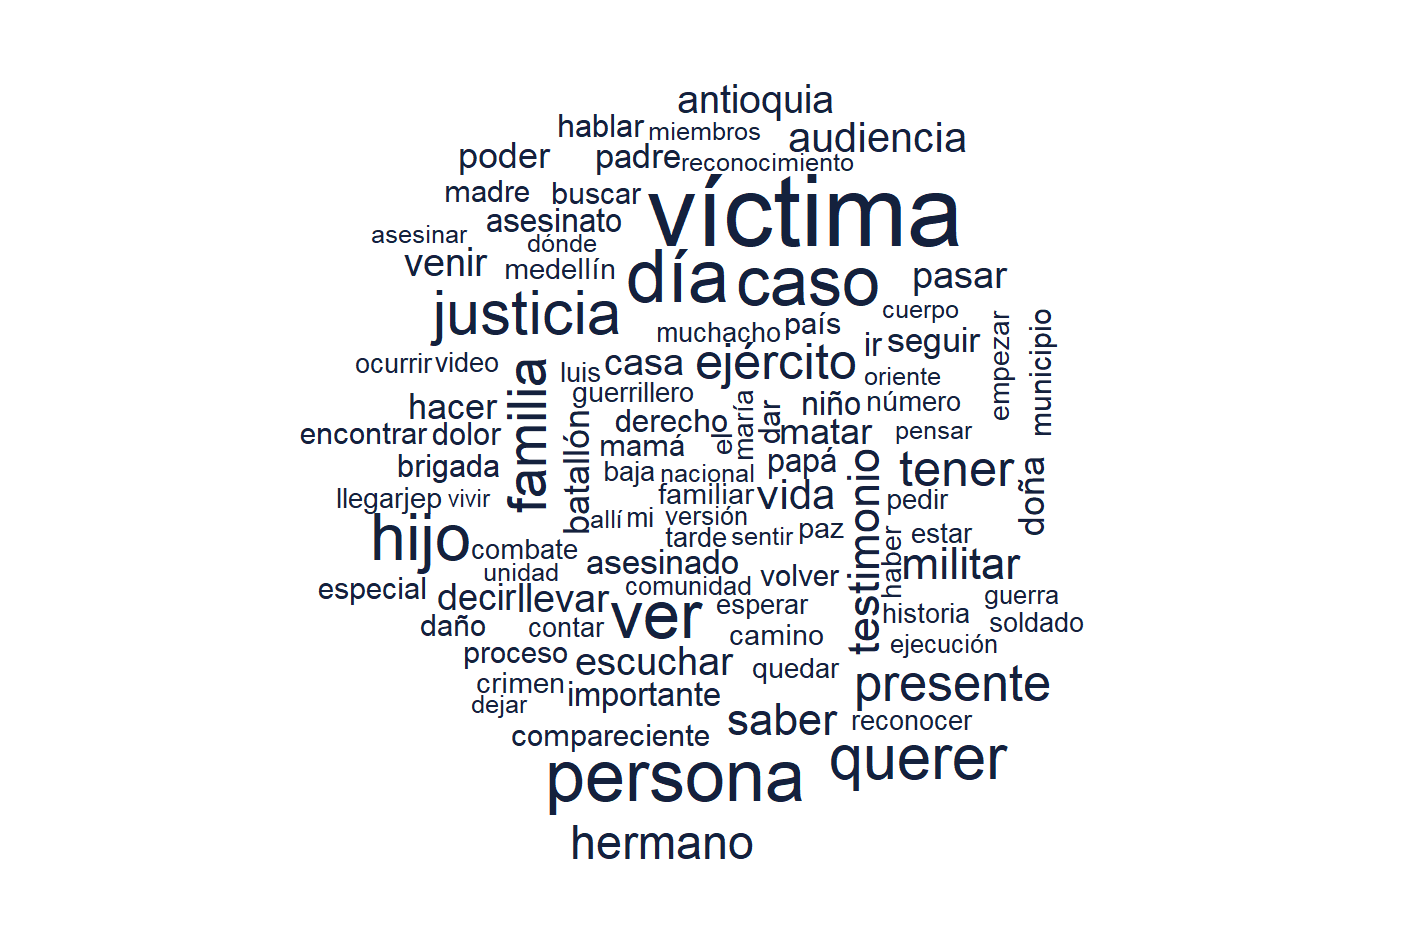 antioquia
hablar miembros audiencia
poder padre reconocimiento
madre buscar víctima
asesinato
asesinar dónde
venir medellín día caso pasar
justicia cuerpo
muchacho país ir seguir empezar municipio
ocurrir video familia luis casa ejército oriente
guerrillero niño número
hacer batallón derecho el maría dar matar pensar
encontrar dolor mamá
brigada baja nacional papá testimonio tener doña
llegar jep vivir familiar vida pedir
hijo allí mi versión paz estar
combate tarde sentir haber
unidad asesinado volver militar
especial comunidad guerra
decir llevar ver esperar historia soldado
daño contar camino ejecución
proceso escuchar quedar
crimen importante presente
dejar saber reconocer
compareciente querer
persona
hermano